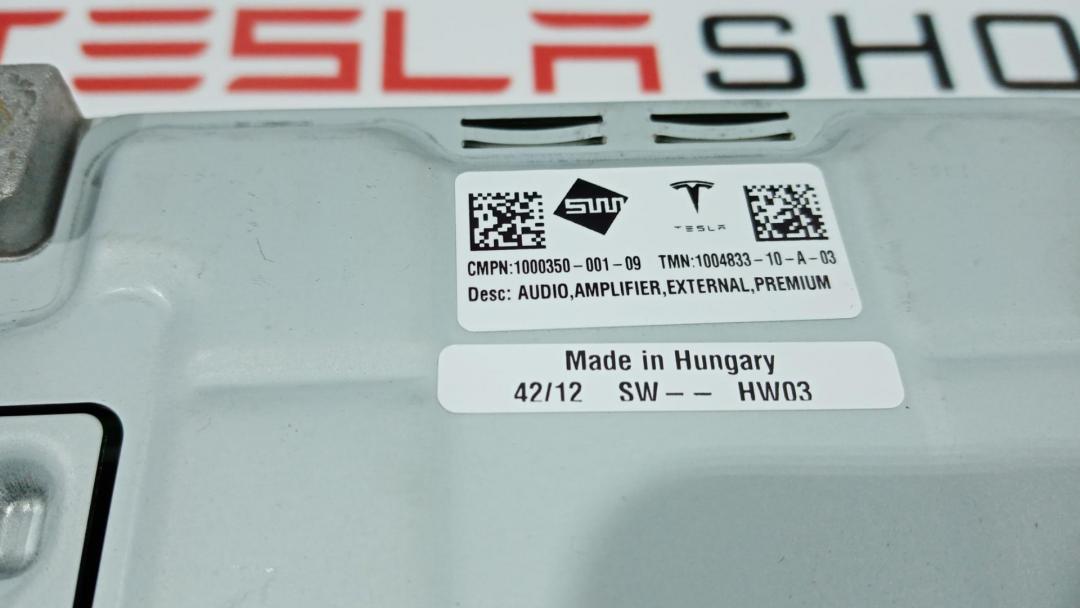 TESLA SHO
SWM TESLA
CMPN:1000350-001-09 TMN:1004833-10-A-03
Desc: AUDIO,AMPLIFIER,EXTERNAL,PREMIUM
Made in Hungary
42/12 SW-- HW03